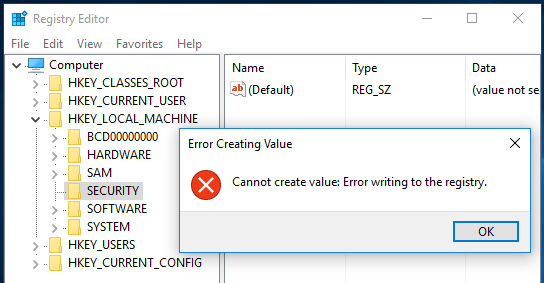 Registry Editor
File Edit View Favorites Help
Computer
HKEY_CLASSES_ROOT
HKEY_CURRENT_USER
HKEY_LOCAL_MACHINE
BCD00000000
HARDWARE
SAM
SECURITY
SOFTWARE
SYSTEM
HKEY_USERS
HKEY_CURRENT_CONFIG
Name Type Data
ab (Default) REG_SZ (value not se
Error Creating Value
Cannot create value: Error writing to the registry.
OK